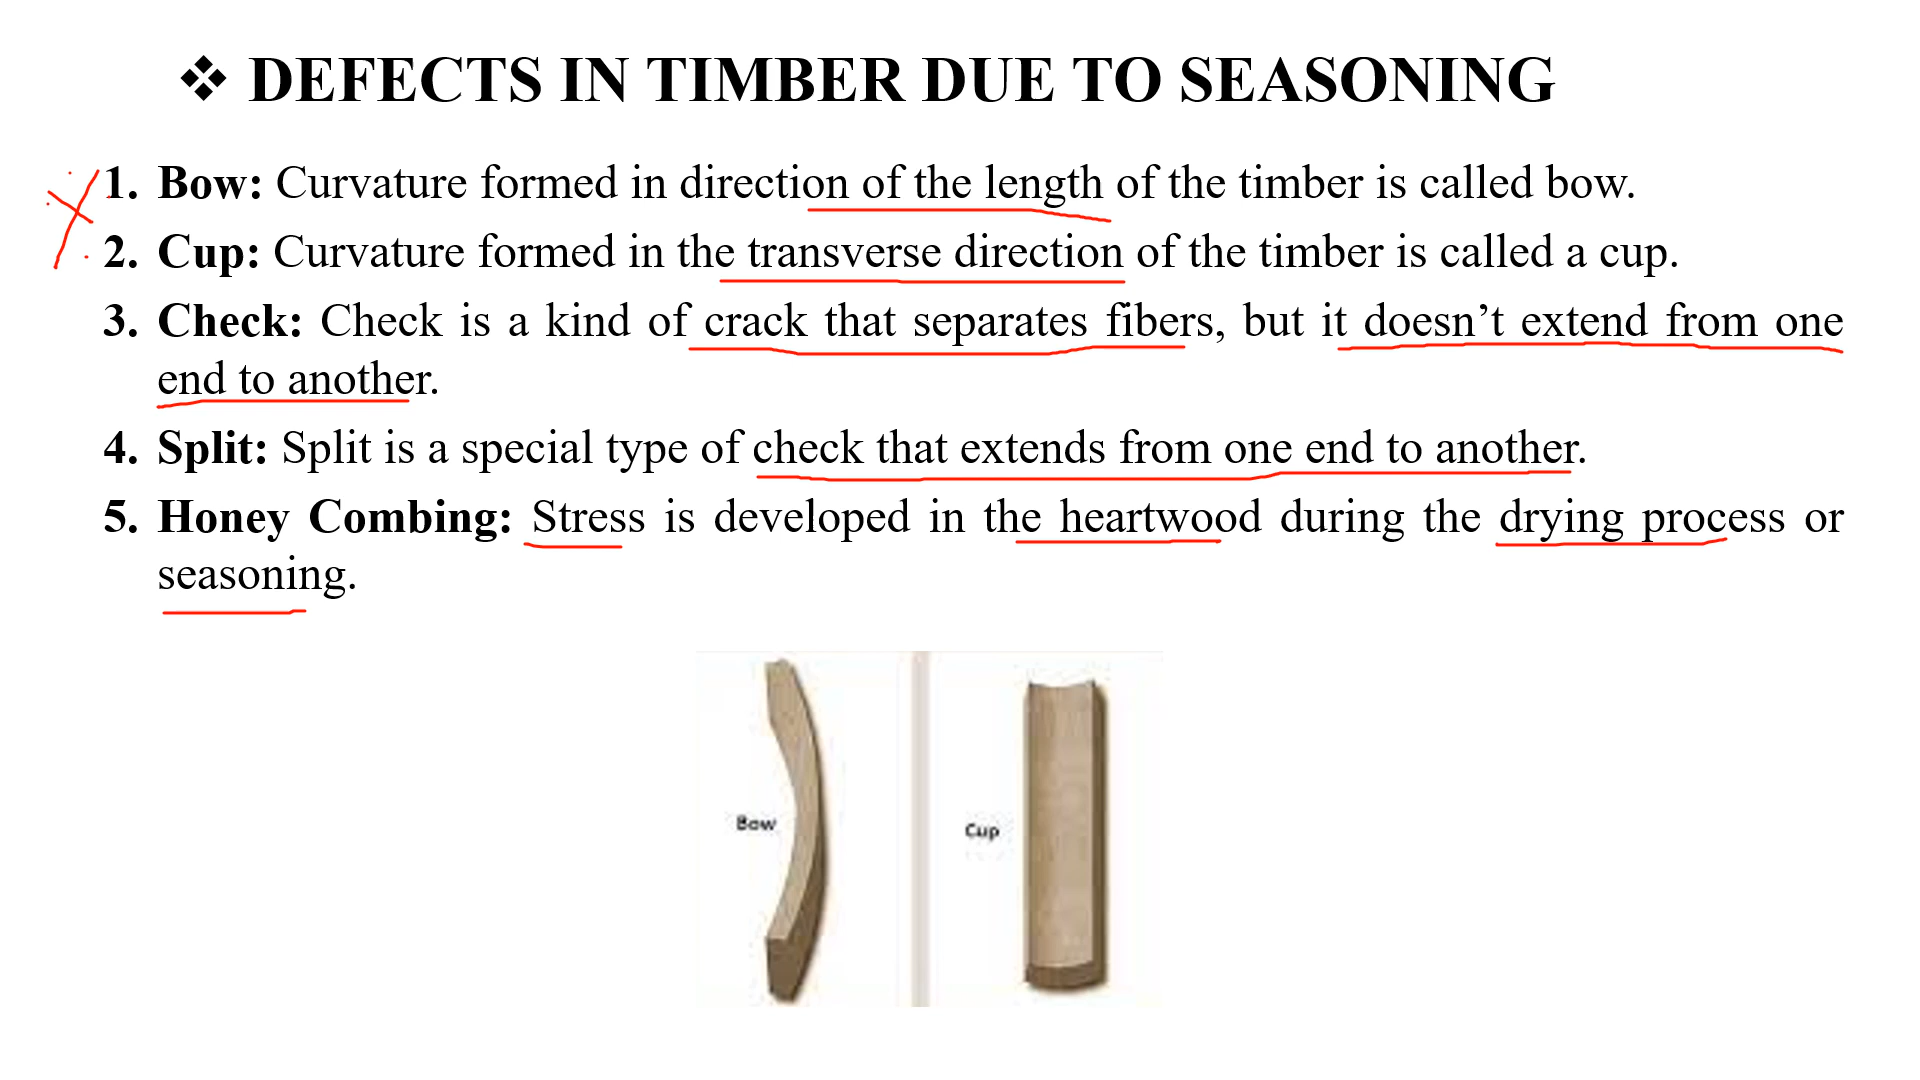 ❖ DEFECTS IN TIMBER DUE TO SEASONING
1. Bow: Curvature formed in direction of the length of the timber is called bow.
2. Cup: Curvature formed in the transverse direction of the timber is called a cup.
3. Check: Check is a kind of crack that separates fibers, but it doesn’t extend from one
end to another.
4. Split: Split is a special type of check that extends from one end to another.
5. Honey Combing: Stress is developed in the heartwood during the drying process or
seasoning.
Bow
Cup